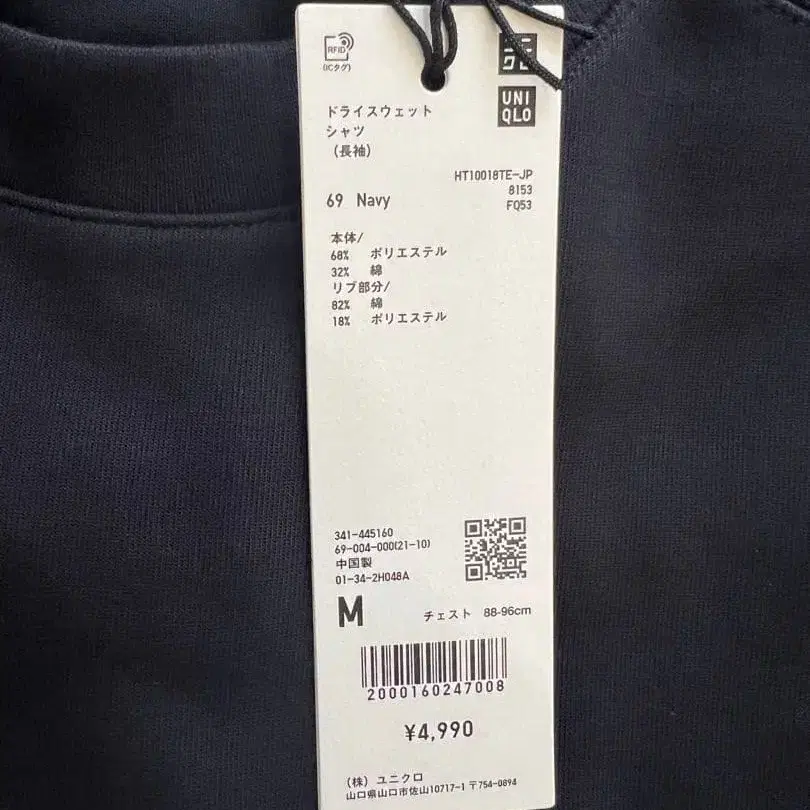 RFID
(ICタグ)
UNI
QLO
ドライスウェット
シャツ
（長袖）
HT10018TE-JP
8153
FQ53
69 Navy
本体/
68% ポリエステル
32% 綿
リブ部分/
82% 綿
18% ポリエステル
341-445160
69-004-000(21-10)
中国製
01-34-2H048A
M チェスト 88-96cm
2000160247008
¥4,990
（株）ユニクロ
山口県山口市佐山10717-1 〒754-0894